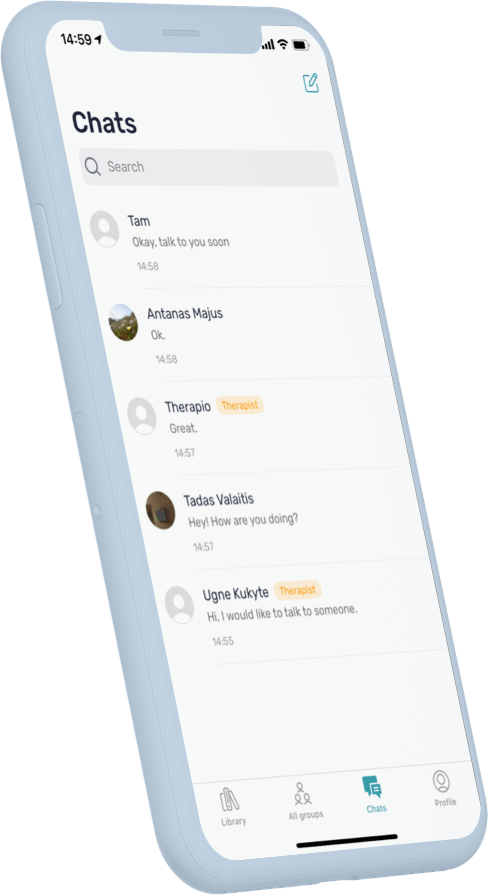 14:59
Chats
Search
Tam
Okay, talk to you soon
14:58
Antanas Majus
Ok.
14:58
Therapio Therapist
Great.
14:57
Tadas Valaitis
Hey! How are you doing?
14:57
Ugne Kukyte Therapist
Hi, I would like to talk to someone.
14:55
Library All groups Chats Profile